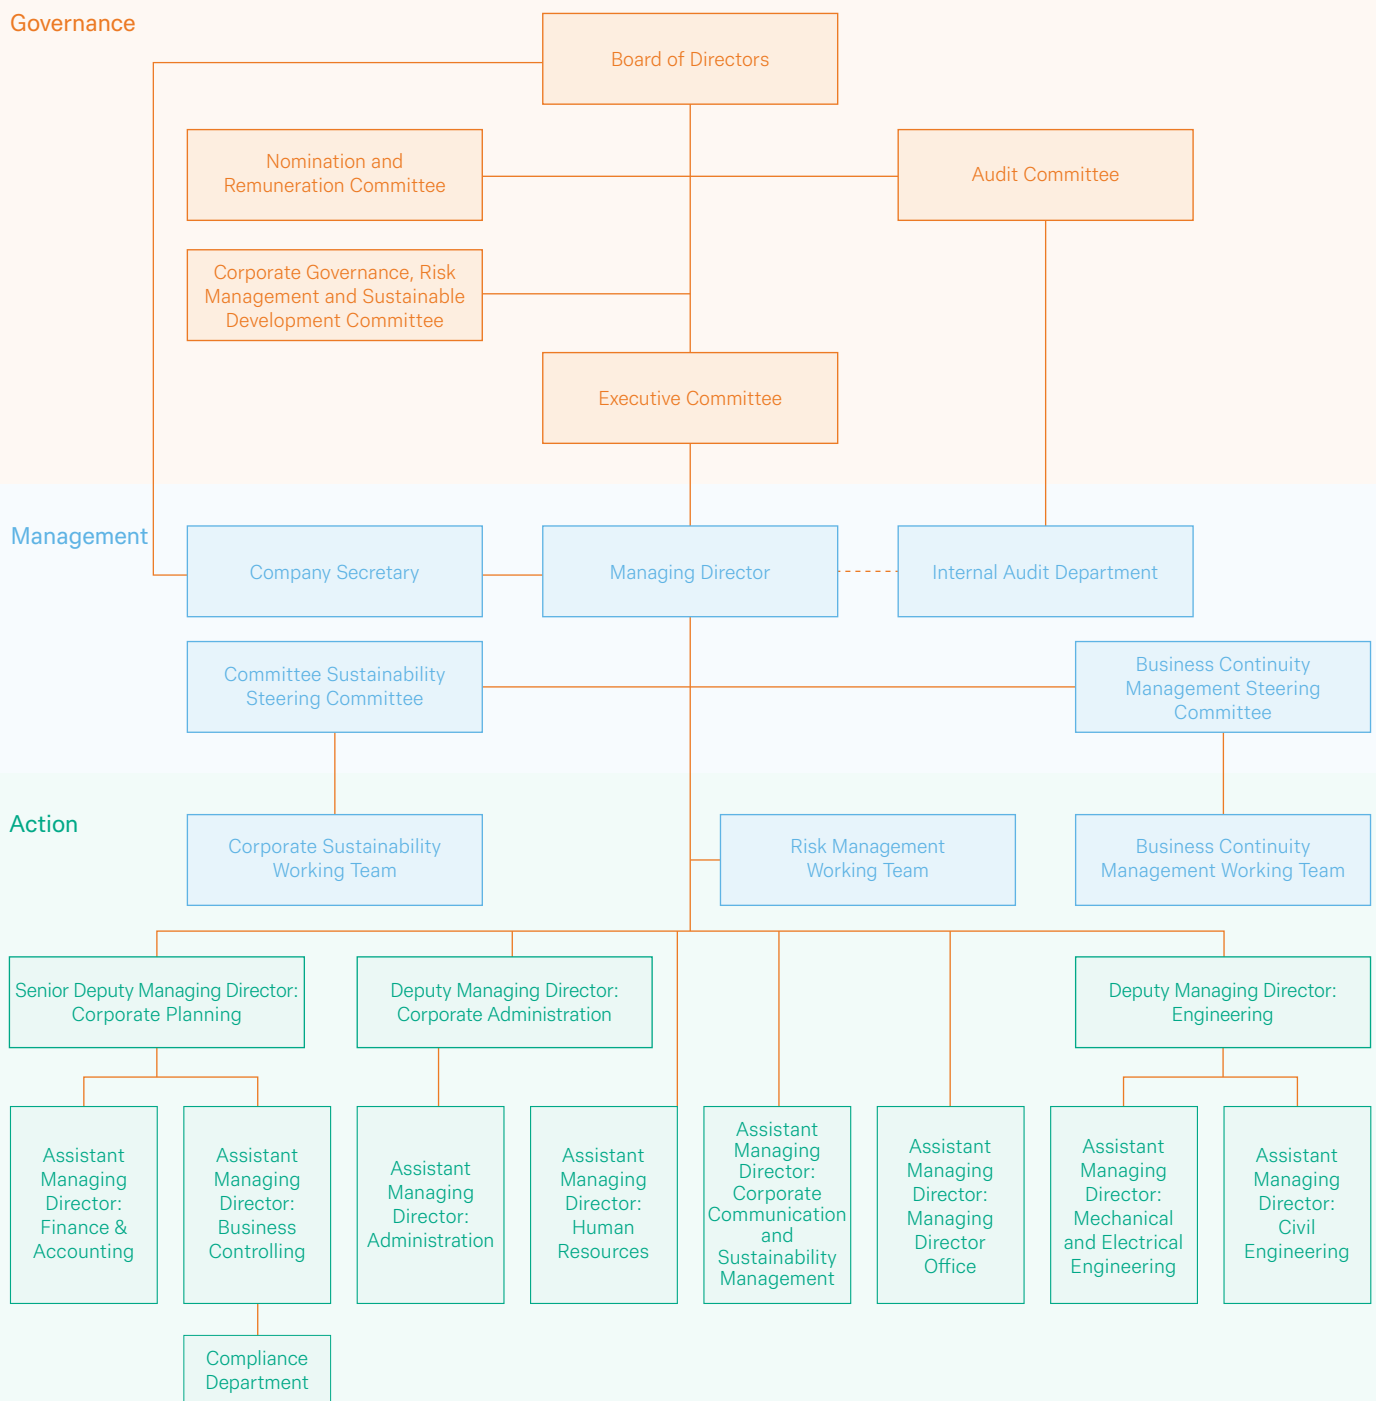 Governance
Board of Directors
Nomination and
Remuneration Committee
Audit Committee
Corporate Governance, Risk
Management and Sustainable
Development Committee
Executive Committee
Management
Company Secretary
Managing Director
Internal Audit Department
Committee Sustainability
Steering Committee
Business Continuity
Management Steering
Committee
Action
Corporate Sustainability
Working Team
Risk Management
Working Team
Business Continuity
Management Working Team
Senior Deputy Managing Director:
Corporate Planning
Deputy Managing Director:
Corporate Administration
Deputy Managing Director:
Engineering
Assistant
Managing
Director:
Finance &
Accounting
Assistant
Managing
Director:
Business
Controlling
Assistant
Managing
Director:
Administration
Assistant
Managing
Director:
Human
Resources
Assistant
Managing
Director:
Corporate
Communication
and
Sustainability
Management
Assistant
Managing
Director:
Managing
Director
Office
Assistant
Managing
Director:
Mechanical
and Electrical
Engineering
Assistant
Managing
Director:
Civil
Engineering
Compliance
Department